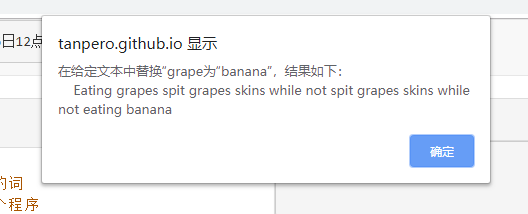 日12点
tanpero.github.io 显示
在给定文本中替换“grape为“banana”，结果如下：
Eating grapes spit grapes skins while not spit grapes skins while
not eating banana
确定
的词
个程序